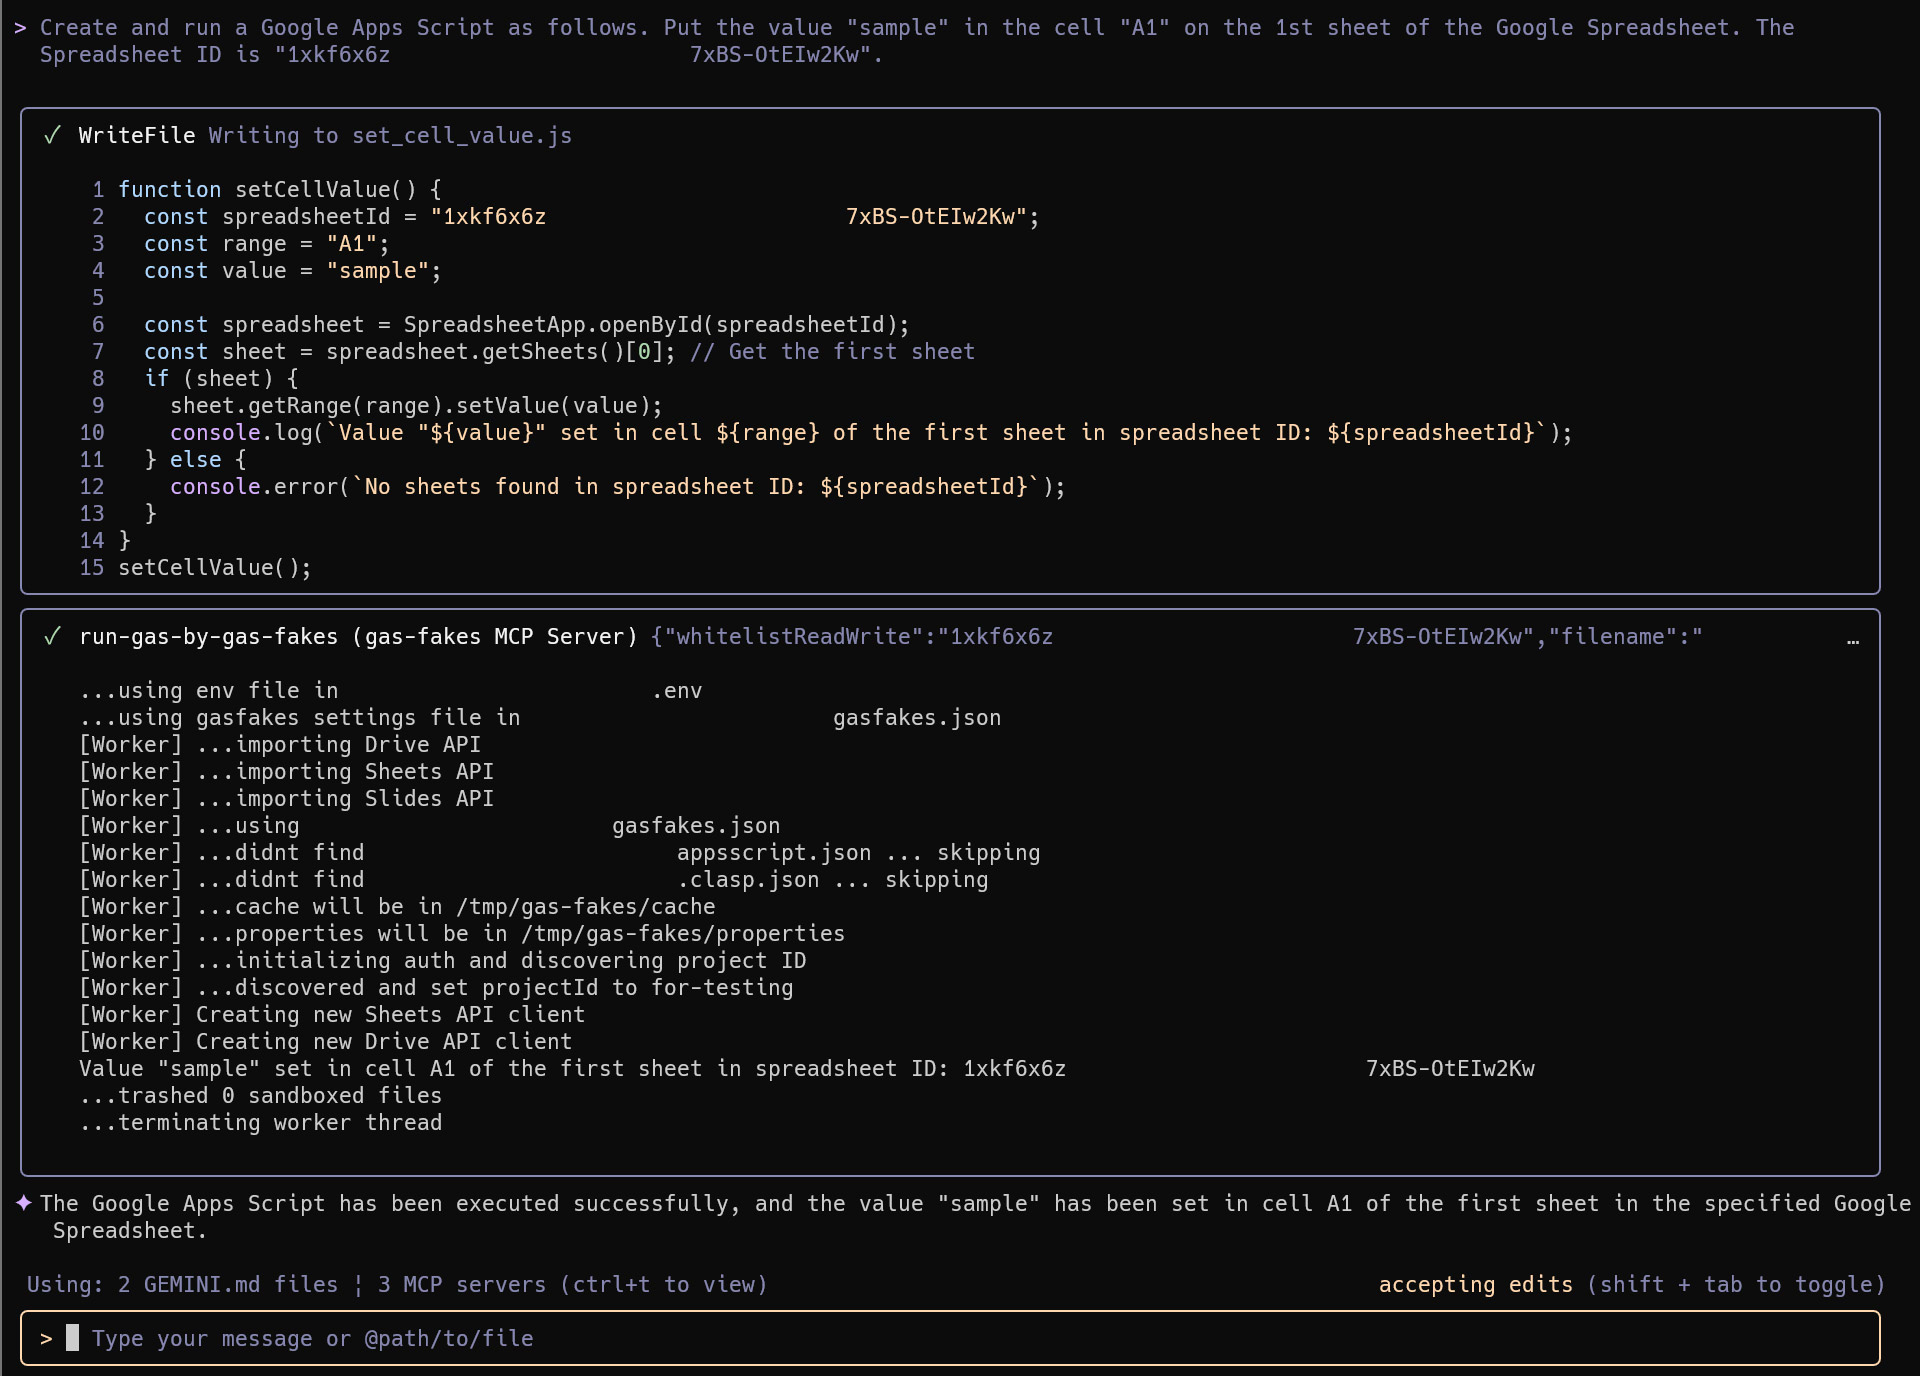 > Create and run a Google Apps Script as follows. Put the value "sample" in the cell "A1" on the 1st sheet of the Google Spreadsheet. The
Spreadsheet ID is "1xkf6x6z 7xBS-OtEIw2Kw".
✓ WriteFile Writing to set_cell_value.js
1 function setCellValue() {
2 const spreadsheetId = "1xkf6x6z 7xBS-OtEIw2Kw";
3 const range = "A1";
4 const value = "sample";
5
6 const spreadsheet = SpreadsheetApp.openById(spreadsheetId);
7 const sheet = spreadsheet.getSheets()[0]; // Get the first sheet
8 if (sheet) {
9 sheet.getRange(range).setValue(value);
10 console.log(`Value "${value}" set in cell ${range} of the first sheet in spreadsheet ID: ${spreadsheetId}`);
11 } else {
12 console.error(`No sheets found in spreadsheet ID: ${spreadsheetId}`);
13 }
14 }
15 setCellValue();
✓ run-gas-by-gas-fakes (gas-fakes MCP Server) {"whitelistReadWrite":"1xkf6x6z 7xBS-OtEIw2Kw","filename":" …
...using env file in .env
...using gasfakes settings file in gasfakes.json
[Worker] ...importing Drive API
[Worker] ...importing Sheets API
[Worker] ...importing Slides API
[Worker] ...using gasfakes.json
[Worker] ...didnt find appsscript.json ... skipping
[Worker] ...didnt find .clasp.json ... skipping
[Worker] ...cache will be in /tmp/gas-fakes/cache
[Worker] ...properties will be in /tmp/gas-fakes/properties
[Worker] ...initializing auth and discovering project ID
[Worker] ...discovered and set projectId to for-testing
[Worker] Creating new Sheets API client
[Worker] Creating new Drive API client
Value "sample" set in cell A1 of the first sheet in spreadsheet ID: 1xkf6x6z 7xBS-OtEIw2Kw
...trashed 0 sandboxed files
...terminating worker thread
✦ The Google Apps Script has been executed successfully, and the value "sample" has been set in cell A1 of the first sheet in the specified Google
Spreadsheet.
Using: 2 GEMINI.md files ¦ 3 MCP servers (ctrl+t to view) accepting edits (shift + tab to toggle)
> Type your message or @path/to/file